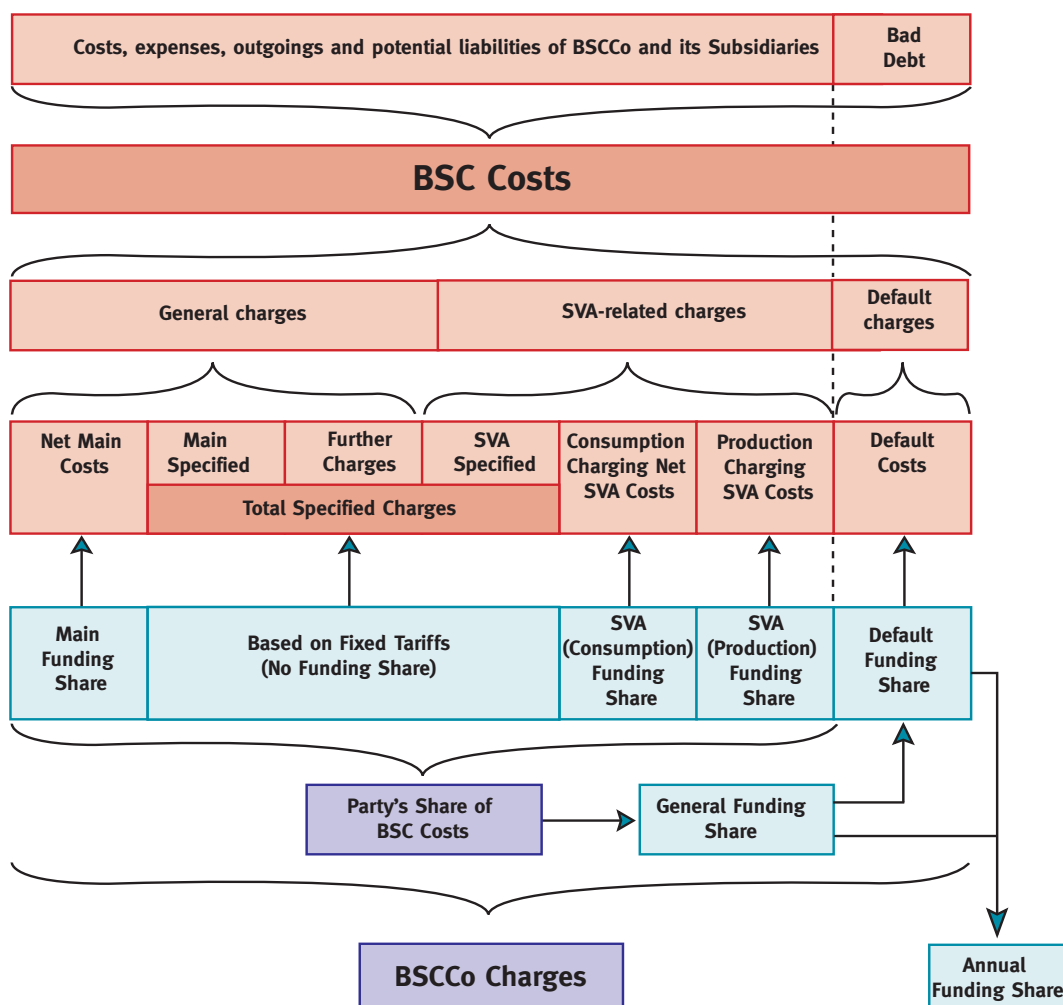 Costs, expenses, outgoings and potential liabilities of BSCCo and its Subsidiaries
Bad
Debt
BSC Costs
General charges
SVA-related charges
Default
charges
Net Main
Costs
Main
Specified
Further
Charges
SVA
Specified
Total Specified Charges
Consumption
Charging Net
SVA Costs
Production
Charging
SVA Costs
Default
Costs
Main
Funding
Share
Based on Fixed Tariffs
(No Funding Share)
SVA
(Consumption)
Funding
Share
SVA
(Production)
Funding
Share
Default
Funding
Share
Party's Share of
BSC Costs
General Funding
Share
BSCCo Charges
Annual
Funding Share